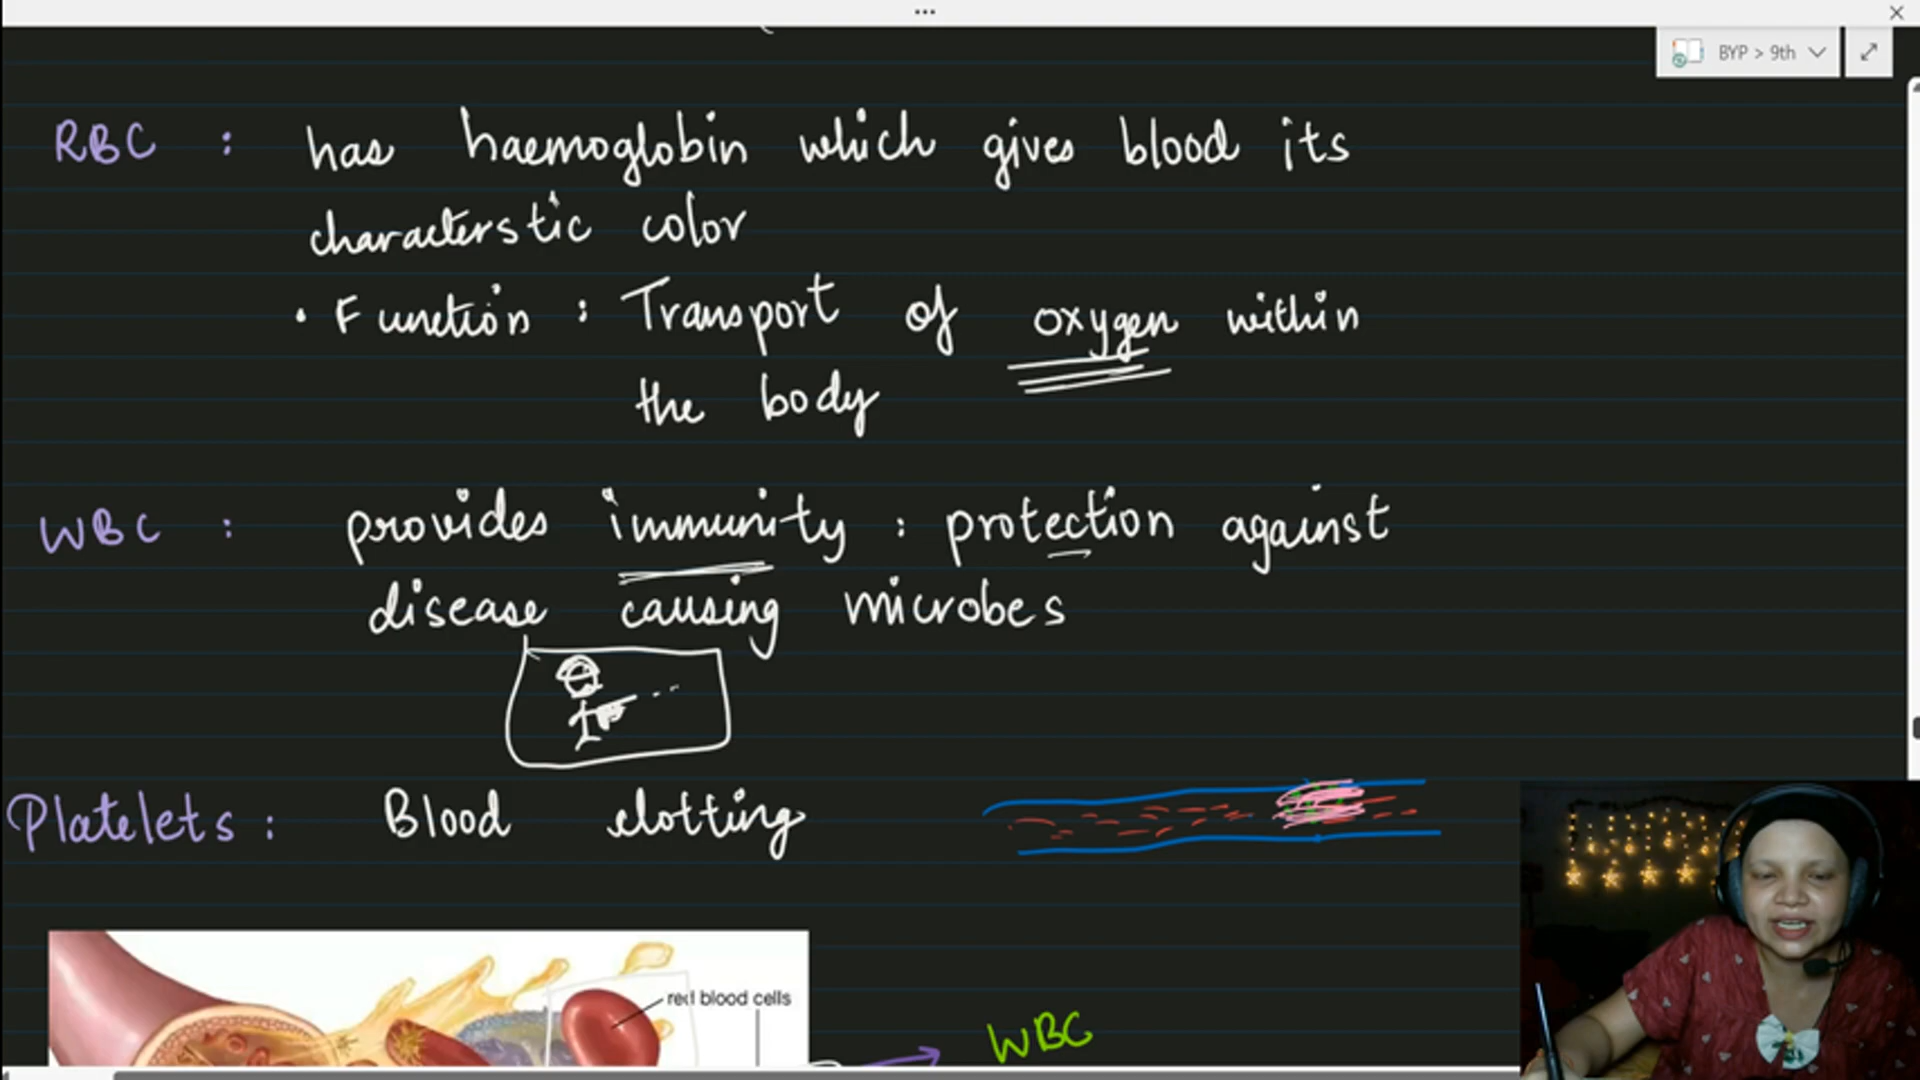 BYP > 9th
RBC : has haemoglobin which gives blood its
characterstic color
• Function : Transport of oxygen within
the body
WBC : provides immunity : protection against
disease causing microbes
Platelets : Blood clotting
red blood cells
WBC